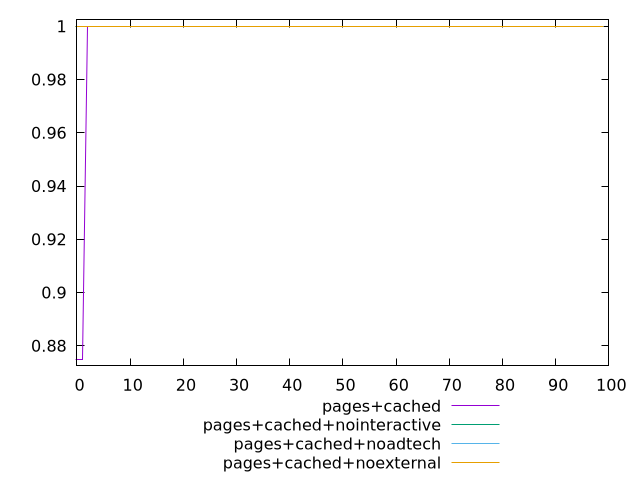 1
0.98
0.96
0.94
0.92
0.9
0.88
0 10 20 30 40 50 60 70 80 90 100
pages+cached
pages+cached+nointeractive
pages+cached+noadtech
pages+cached+noexternal